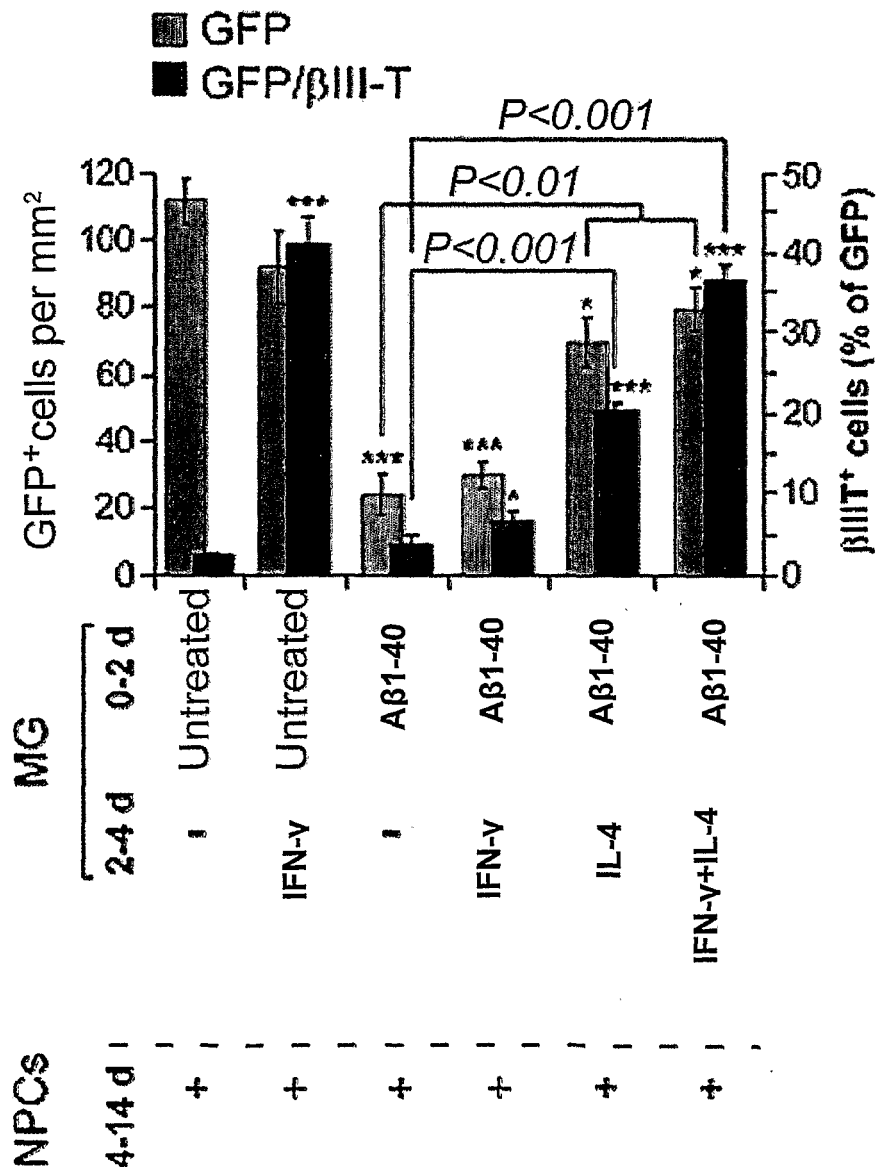 GFP
GFP/βIII-T
P<0.001
P<0.01
P<0.001
GFP⁺cells per mm²
120
100
80
60
40
20
0
*** *** *** * * *** * *** ***
50
40
30
20
10
0
βIIIT⁺ cells (% of GFP)
MG
0-2 d
Untreated
Untreated
Aβ1-40
Aβ1-40
Aβ1-40
Aβ1-40
2-4 d
-
IFN-γ
-
IFN-γ
IL-4
IFN-γ+IL-4
NPCs
4-14 d
+ + + + + +